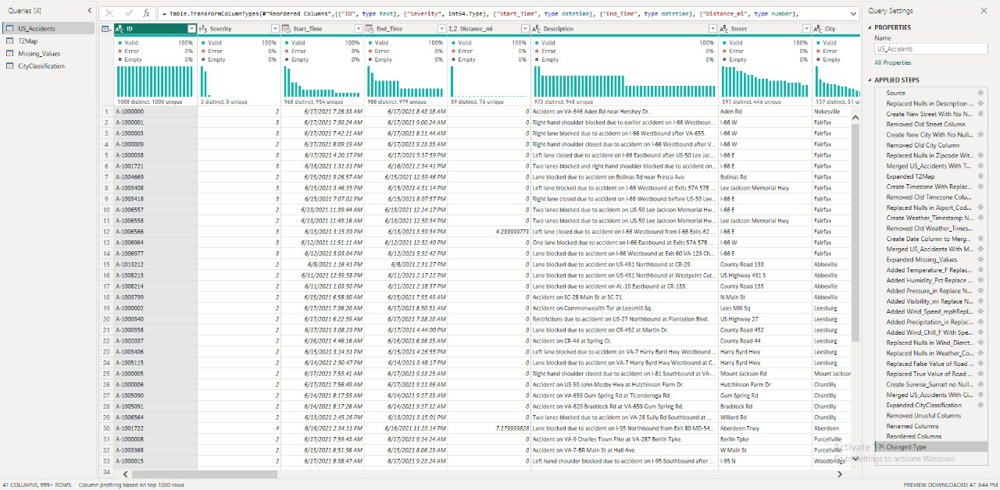 Queries [4]
US_Accidents
TZMap
Missing_Values
CityClassification
= Table.TransformColumnTypes(#"Reordered Columns",{{"ID", type text}, {"Severity", Int64.Type}, {"Start_Time", type datetime}, {"End_Time", type datetime}, {"Distance_mi", type number},
ID Severity Start_Time End_Time 1.2 Distance_mi Description Street City
Valid 100% Valid 100% Valid 100% Valid 100% Valid 100% Valid 100% Valid 100% Valid
Error 0% Error 0% Error 0% Error 0% Error 0% Error 0% Error 0% Error
Empty 0% Empty 0% Empty 0% Empty 0% Empty 0% Empty 0% Empty 0% Empty
1000 distinct, 1000 unique 3 distinct, 0 unique 968 distinct, 954 unique 988 distinct, 979 unique 89 distinct, 76 unique 973 distinct, 948 unique 591 distinct, 446 unique 157 distinct, 51 un
1 A-1000000 2 6/17/2021 7:28:33 AM 6/17/2021 8:43:18 AM 0 Accident on VA-646 Aden Rd near Hershey Dr. Aden Rd Nokesville
2 A-1000001 3 6/17/2021 7:30:24 AM 6/17/2021 9:00:24 AM 0 Right hand shoulder blocked due to earlier accident on I-66 Westboun... I-66 W Fairfax
3 A-1000003 3 6/17/2021 7:42:21 AM 6/17/2021 8:11:44 AM 0 Right lane blocked due to accident on I-66 Westbound after VA-655. I-66 W Fairfax
4 A-1000009 2 6/17/2021 8:09:19 AM 6/17/2021 9:23:35 AM 0 Right hand shoulder closed due to accident on I-66 Westbound after V... I-66 W Fairfax
5 A-1000038 3 6/17/2021 4:20:17 PM 6/17/2021 5:37:59 PM 0 Left lane closed due to accident on I-66 Eastbound after US-50 Lee Jac... I-66 E Fairfax
6 A-1001721 3 6/16/2021 1:31:31 PM 6/16/2021 2:34:41 PM 0 Two lanes blocked and right hand shoulder blocked due to accident on... I-66 E Fairfax
7 A-1004669 2 6/15/2021 9:26:57 AM 6/15/2021 12:39:46 PM 0 Lane blocked due to accident on Bolinas Rd near Fresca Ave. Bolinas Rd Fairfax
8 A-1003408 3 6/15/2021 3:46:35 PM 6/15/2021 4:31:14 PM 0 Left lane blocked due to accident on I-66 Westbound at Exits 57A 57B ... Lee Jackson Memorial Hwy Fairfax
9 A-1003418 3 6/15/2021 7:07:02 PM 6/15/2021 8:07:57 PM 0 Right lane closed due to accident on I-66 Westbound before US-50 Lee... I-66 E Fairfax
10 A-1006557 2 6/13/2021 11:39:44 AM 6/13/2021 12:24:17 PM 0 Two lanes blocked due to accident on US-50 Lee Jackson Memorial Hw... I-66 E Fairfax
11 A-1006558 2 6/13/2021 11:42:16 AM 6/13/2021 12:50:38 PM 0 Two lanes blocked due to accident on US-50 Lee Jackson Memorial Hw... Lee Jackson Memorial Hwy Fairfax
12 A-1006566 3 6/13/2021 3:15:39 PM 6/13/2021 3:59:34 PM 4.239999771 Left lane closed due to accident on I-66 Westbound from I-66 Exits 62 ... I-66 E Fairfax
13 A-1006964 3 6/12/2021 11:51:11 AM 6/12/2021 12:52:40 PM 0 One lane blocked due to accident on I-66 Eastbound at Exits 57A 57B... I-66 E Fairfax
14 A-1006977 3 6/12/2021 5:03:04 PM 6/12/2021 5:32:42 PM 0 Lane blocked due to accident on I-66 Westbound at Exit 60 VA-123 Ch... I-66 E Fairfax
15 A-1013212 2 6/8/2021 1:16:41 PM 6/8/2021 2:31:27 PM 0 Lane blocked due to accident on US-431 Northbound at CR-29. County Road 133 Abbeville
16 A-1008213 2 6/11/2021 12:59:58 PM 6/11/2021 2:17:22 PM 0 Lane blocked due to accident on US-431 Northbound at Westpoint Cut... US Highway 431 S Abbeville
17 A-1008214 2 6/11/2021 1:03:50 PM 6/11/2021 2:18:37 PM 0 Lane blocked due to accident on AL-10 Eastbound at CR-133. County Road 133 Abbeville
18 A-1003799 2 6/15/2021 6:58:30 AM 6/15/2021 7:55:49 AM 0 Accident on SC-28 Main St at SC-71. N Main St Abbeville
19 A-1000002 2 6/17/2021 7:36:20 AM 6/17/2021 8:50:51 AM 0 Accident on Commonwealth Ter at Leesmill Sq. Lees Mill Sq Leesburg
20 A-1000340 2 6/17/2021 6:22:59 AM 6/17/2021 7:38:20 AM 0 Restrictions due to accident on US-27 Northbound at Plantation Blvd. US Highway 27 Leesburg
21 A-1000358 2 6/17/2021 3:08:29 PM 6/17/2021 4:44:00 PM 0 Lane blocked due to accident on CR-452 at Martin Dr. County Road 452 Leesburg
22 A-1002037 2 6/16/2021 4:46:16 AM 6/16/2021 6:36:35 AM 0 Accident on CR-44 at Spring Ct. County Road 44 Leesburg
23 A-1003406 2 6/15/2021 3:14:31 PM 6/15/2021 4:26:55 PM 0 Left lane blocked due to accident on VA-7 Harry Byrd Hwy Westbound ... Harry Byrd Hwy Leesburg
24 A-1005115 2 6/14/2021 2:50:47 PM 6/14/2021 3:48:17 PM 0 Lane blocked due to accident on VA-7 Harry Byrd Hwy Westbound at C... Harry Byrd Hwy Leesburg
25 A-1000005 2 6/17/2021 7:53:41 AM 6/17/2021 9:13:25 AM 0 Right hand shoulder closed due to accident on I-81 Southbound at VA-... Mount Jackson Rd Mount Jackson
26 A-1000006 2 6/17/2021 7:56:49 AM 6/17/2021 9:11:36 AM 0 Accident on US-50 John Mosby Hwy at Hutchinson Farm Dr. Hutchinson Farm Dr Chantilly
27 A-1005090 2 6/14/2021 8:17:55 AM 6/14/2021 9:17:39 AM 0 Accident on VA-659 Gum Spring Rd at Ticonderoga Rd. Gum Spring Rd Chantilly
28 A-1005091 2 6/14/2021 8:17:26 AM 6/14/2021 9:17:12 AM 0 Accident on VA-620 Braddock Rd at VA-659 Gum Spring Rd. Braddock Rd Chantilly
29 A-1006564 2 6/13/2021 2:45:26 PM 6/13/2021 3:15:01 PM 0 Two lanes blocked due to accident on VA-28 Sully Rd Southbound at ... Willard Rd Chantilly
30 A-1001722 4 6/16/2021 2:34:11 PM 6/16/2021 11:23:14 PM 7.179999828 Lane blocked due to accident on I-95 Northbound from Exit 80 MD-54... Aberdeen Trwy Aberdeen
31 A-1000008 2 6/17/2021 7:59:43 AM 6/17/2021 9:14:24 AM 0 Accident on VA-9 Charles Town Pike at VA-287 Berlin Tpke. Berlin Tpke Purcellville
32 A-1003368 2 6/15/2021 6:51:56 AM 6/15/2021 8:06:29 AM 0 Accident on VA-7-BR Main St at Hall Ave. W Main St Purcellville
33 A-1000015 2 6/17/2021 8:38:47 AM 6/17/2021 9:23:24 AM 0 Left hand shoulder blocked due to accident on I-95 Southbound after ... I-95 N Woodbridge
34
Query Settings
PROPERTIES
Name
US_Accidents
All Properties
APPLIED STEPS
Source
Replaced Nulls in Description ...
Create New Street With No N...
Removed Old Street Column
Create New City With No Null...
Removed Old City Column
Replaced Nulls in Zipcode Wit...
Merged US_Accidents With T...
Expanded TZMap
Create Timezone With Replac...
Removed Old Timezone Colu...
Replaced Nulls in Aiport_Cod...
Create Weather_Timestamp N...
Removed Old Weather_Times...
Create Date Column to Merg...
Merged US_Accidenta With M...
Expanded Missing_Values
Added Temperature_F Replac...
Added Humidity_Pct Replace ...
Added Pressure_in Replace N...
Added Visibility_mi Replace N...
Added Wind_Speed_mphRepl...
Added Precipitation_in Replac...
Added Wind_Chill_F With Spe...
Replaced Nulls in Wind_Dierct...
Replaced Nulls in Weather_Co...
Replaced False Value of Road ...
Replaced True Value of Road ...
Create Sunrise_Sunset no Null...
Merged US_Accidents With Ci...
Expanded CityClassification
Removed Unusful Columns
Renamed Columns
Reordered Columns
Changed Type
Activate Windows
Go to Settings to activate Windows.
41 COLUMNS, 999+ ROWS Column profiling based on top 1000 rows PREVIEW DOWNLOADED AT 3:44 PM